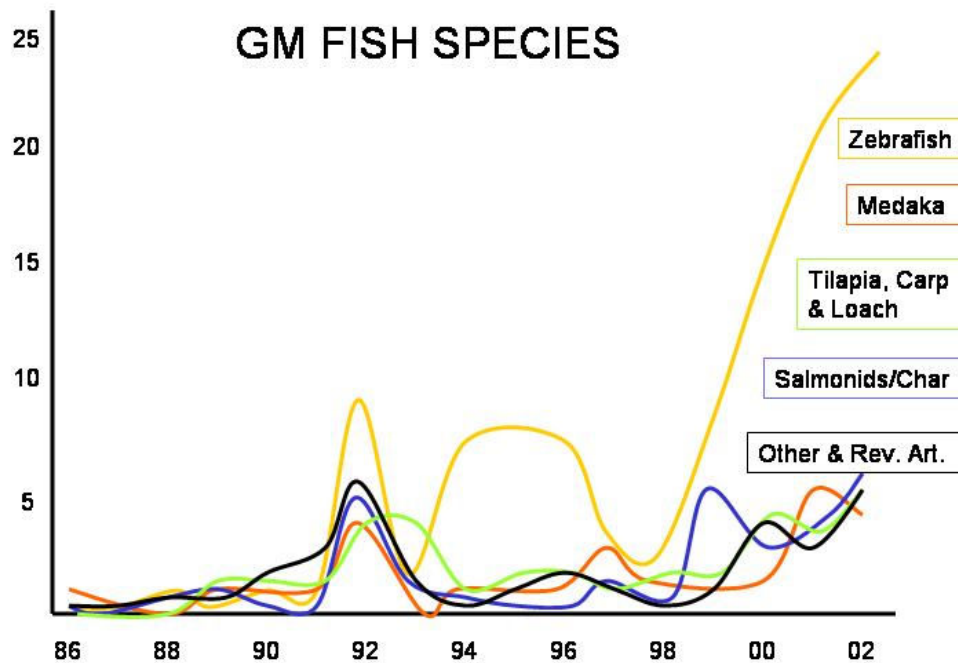 GM FISH SPECIES
25
20
15
10
5
Zebrafish
Medaka
Tilapia, Carp
& Loach
Salmonids/Char
Other & Rev. Art.
86 88 90 92 94 96 98 00 02